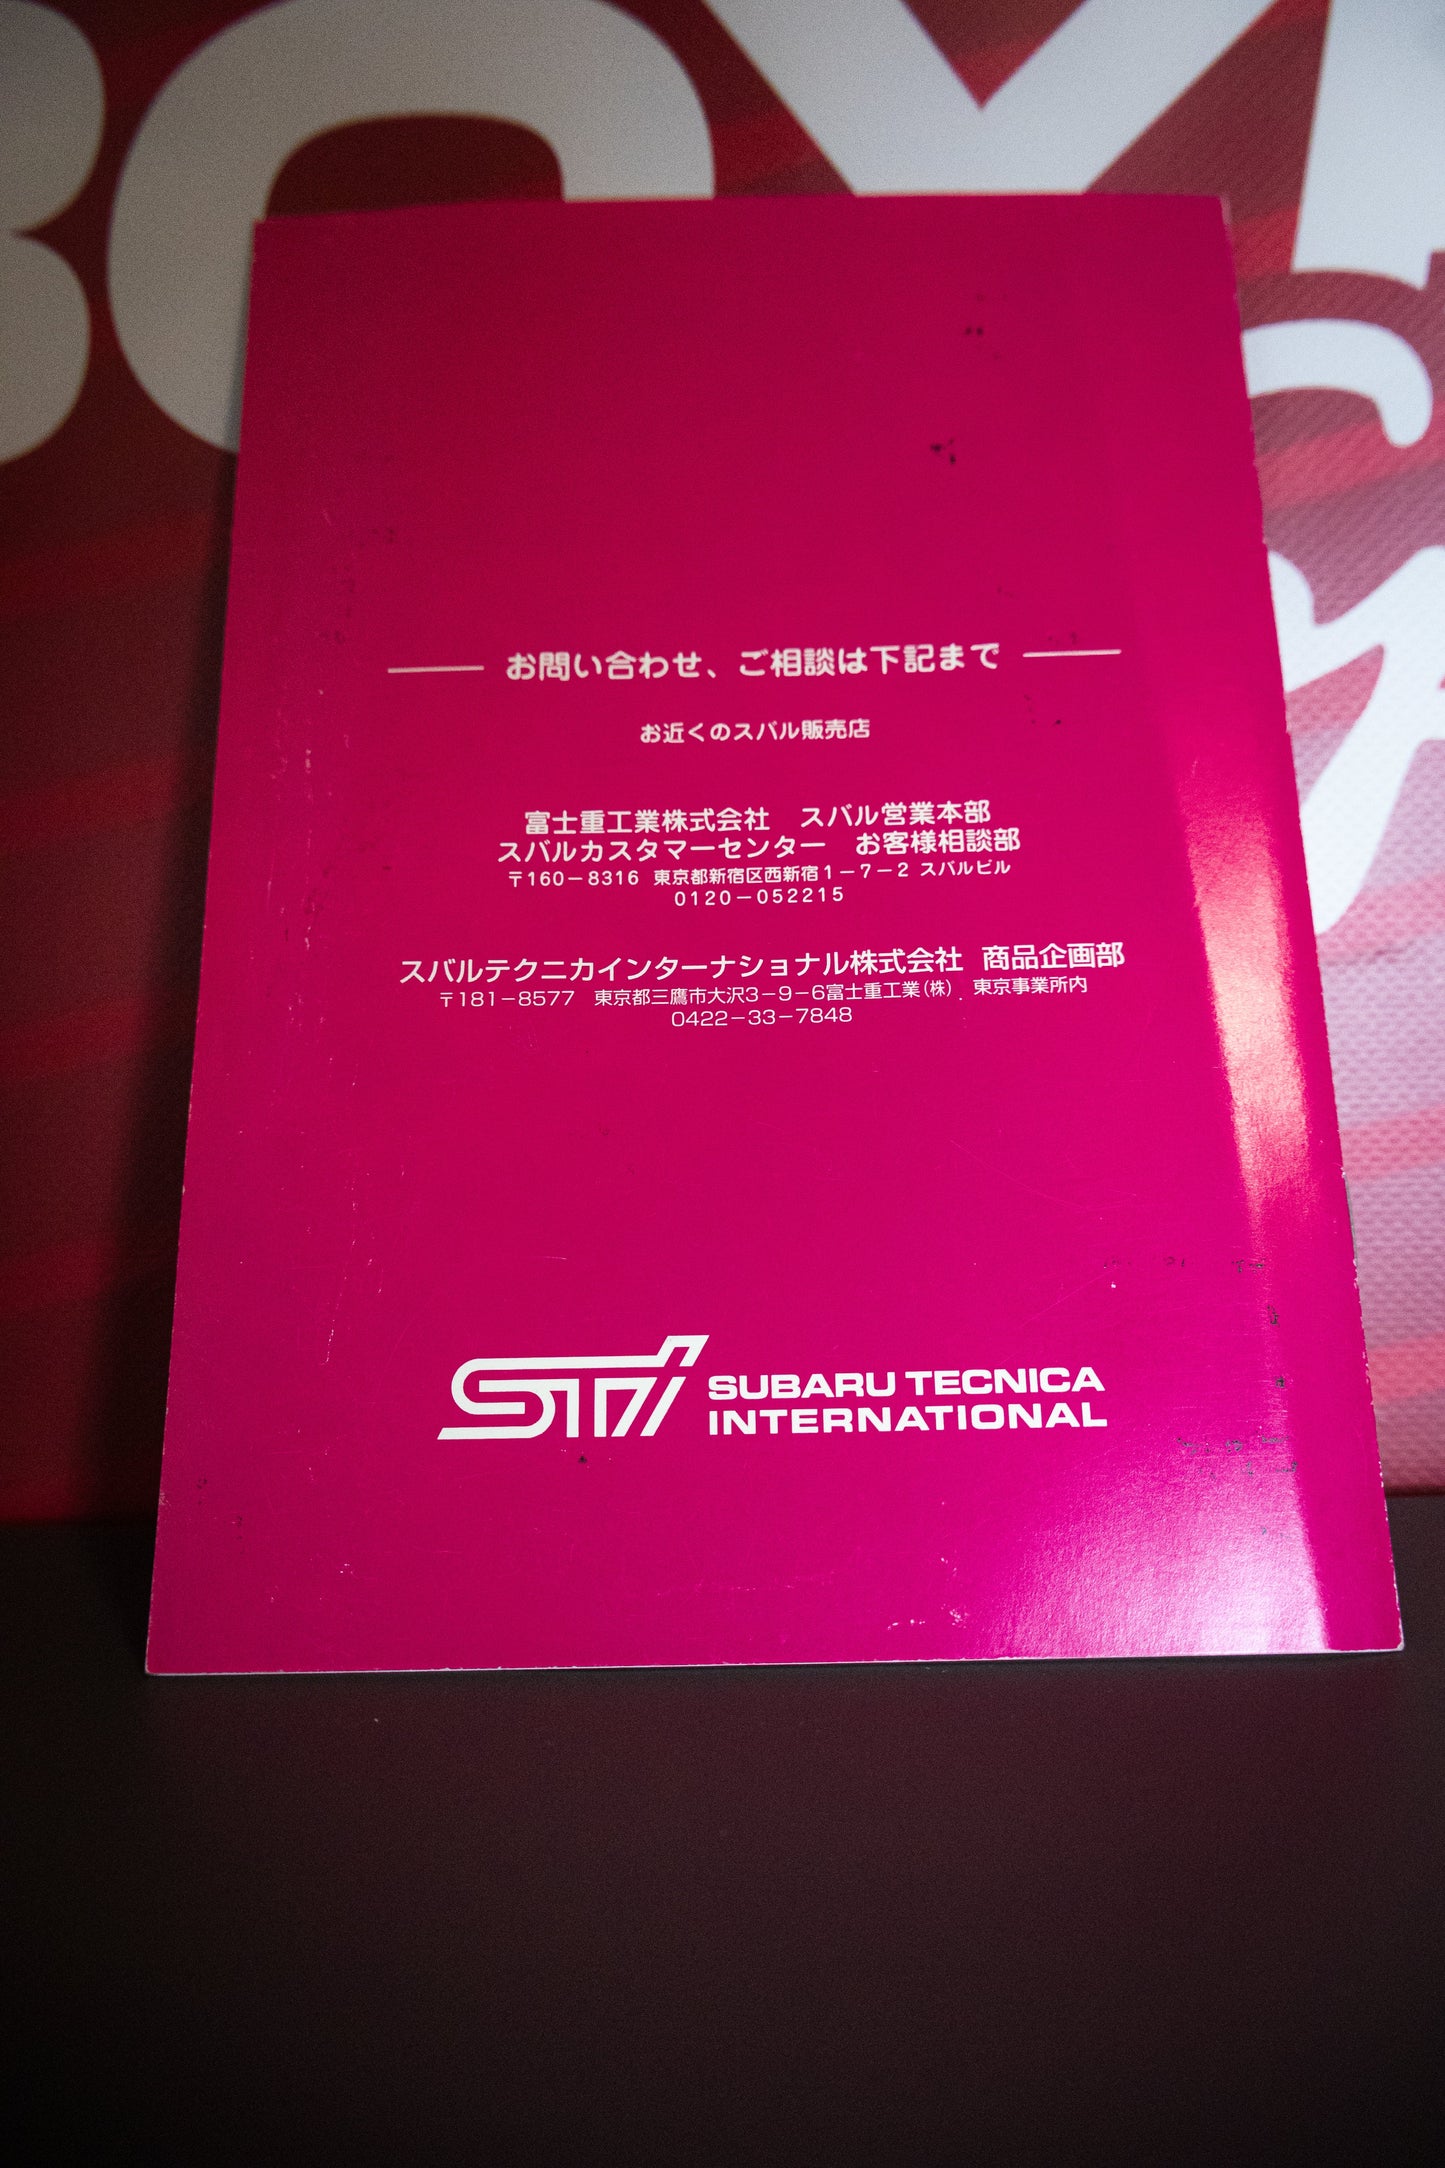 お問い合わせ、ご相談は下記まで
お近くのスバル販売店
富士重工業株式会社 スバル営業本部
スバルカスタマーセンター お客様相談部
〒160-8316 東京都新宿区西新宿1-7-2 スバルビル
0120-052215
スバルテクニカインターナショナル株式会社 商品企画部
〒181-8577 東京都三鷹市大沢3-9-6富士重工業(株) 東京事業所内
0422-33-7848
STi SUBARU TECNICA
INTERNATIONAL